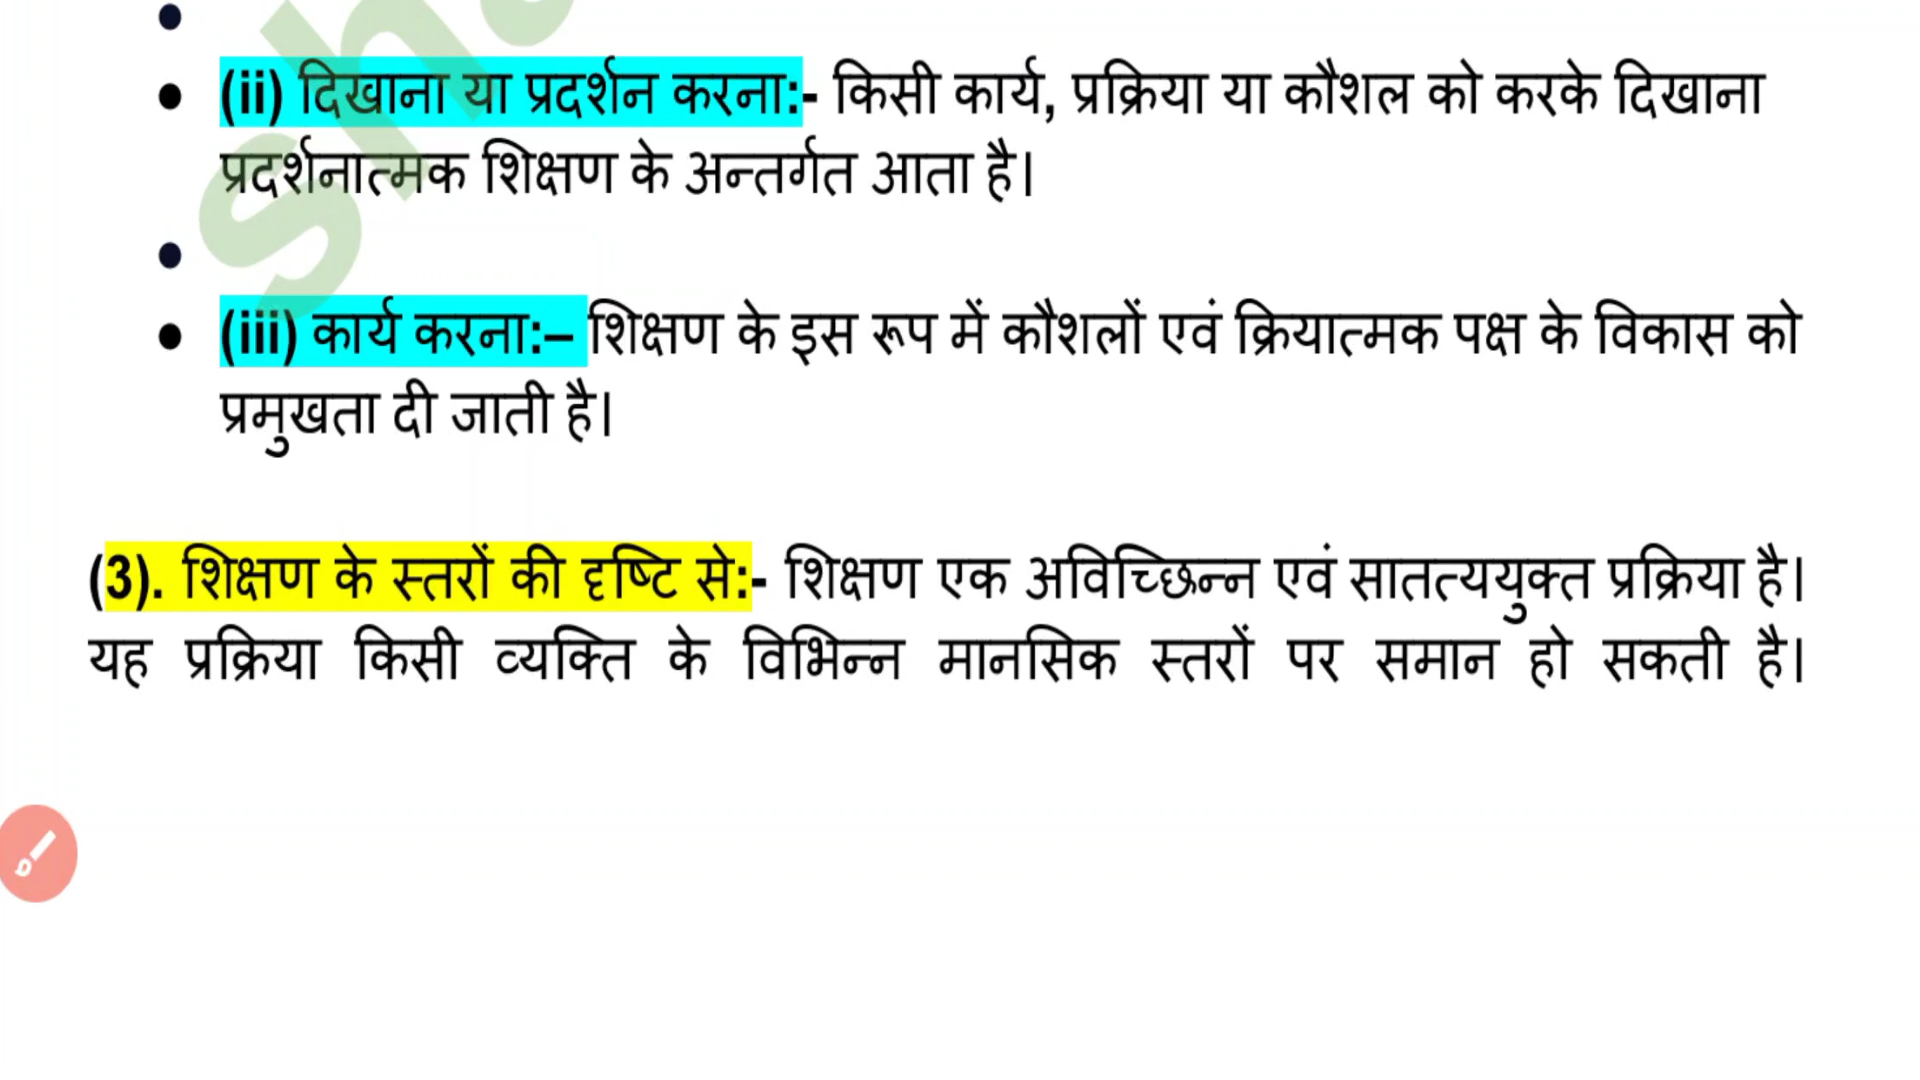 (ii) दिखाना या प्रदर्शन करना:- किसी कार्य, प्रक्रिया या कौशल को करके दिखाना
प्रदर्शनात्मक शिक्षण के अन्तर्गत आता है।
(iii) कार्य करना:– शिक्षण के इस रूप में कौशलों एवं क्रियात्मक पक्ष के विकास को
प्रमुखता दी जाती है।
(3). शिक्षण के स्तरों की दृष्टि से:- शिक्षण एक अविच्छिन्न एवं सातत्ययुक्त प्रक्रिया है।
यह प्रक्रिया किसी व्यक्ति के विभिन्न मानसिक स्तरों पर समान हो सकती है।